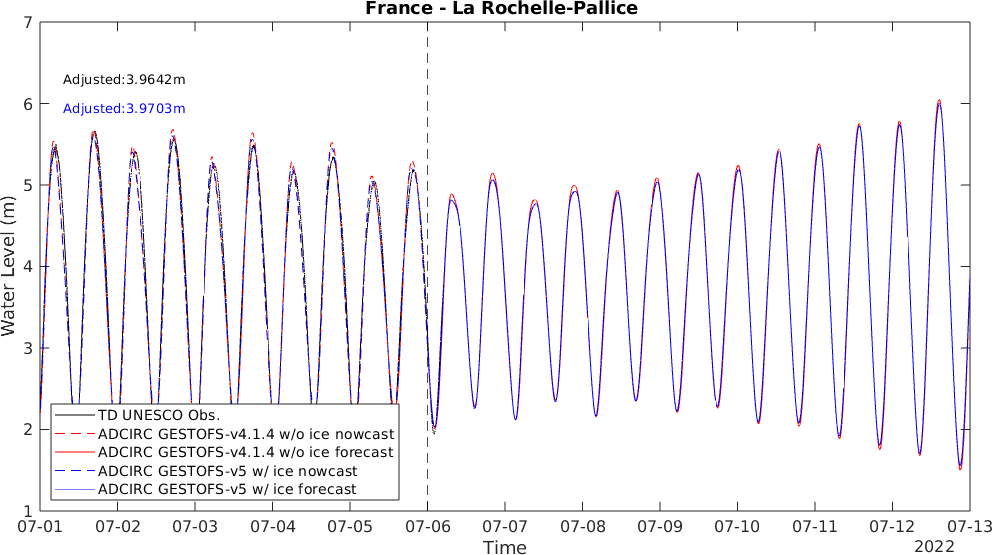 France - La Rochelle-Pallice
7
6
5
4
3
2
1
Water Level (m)
Adjusted:3.9642m
Adjusted:3.9703m
TD UNESCO Obs.
ADCIRC GESTOFS-v4.1.4 w/o ice nowcast
ADCIRC GESTOFS-v4.1.4 w/o ice forecast
ADCIRC GESTOFS-v5 w/ ice nowcast
ADCIRC GESTOFS-v5 w/ ice forecast
07-01 07-02 07-03 07-04 07-05 07-06 07-07 07-08 07-09 07-10 07-11 07-12 07-13
Time
2022